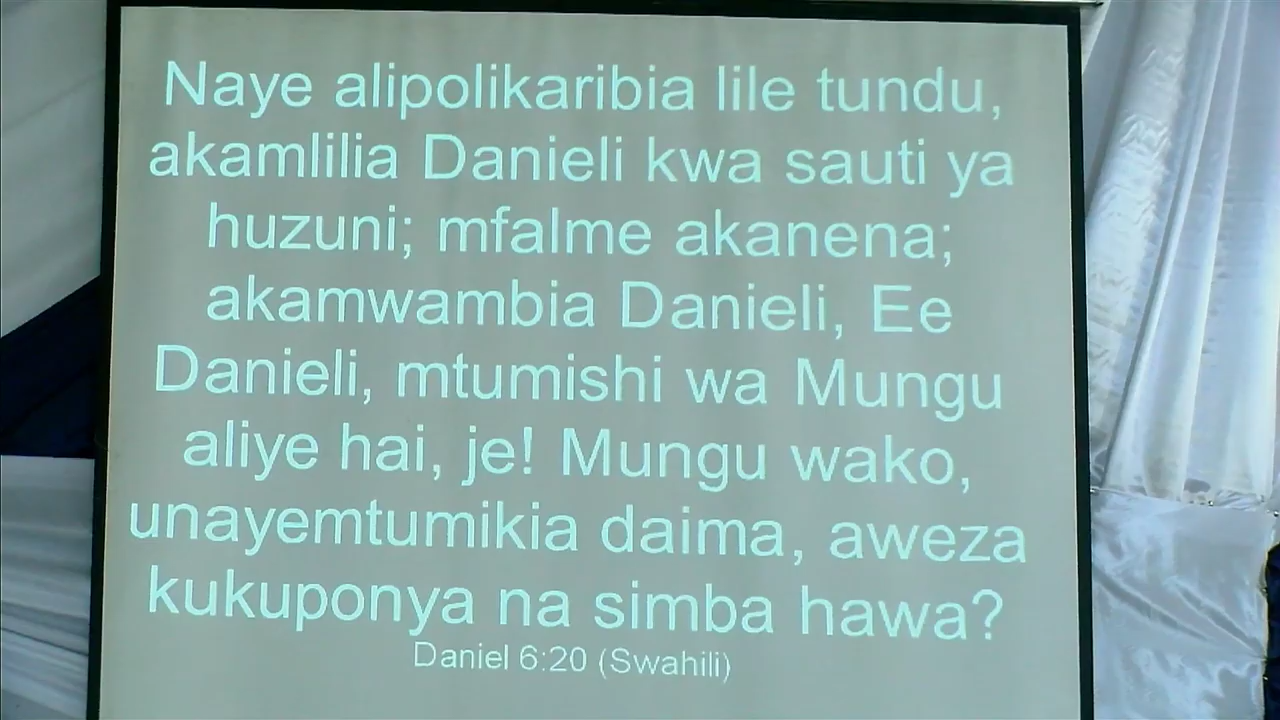 Naye alipolikaribia lile tundu,
akamlilia Danieli kwa sauti ya
huzuni; mfalme akanena;
akamwambia Danieli, Ee
Danieli, mtumishi wa Mungu
aliye hai, je! Mungu wako,
unayemtumikia daima, aweza
kukuponya na simba hawa?
Daniel 6:20 (Swahili)